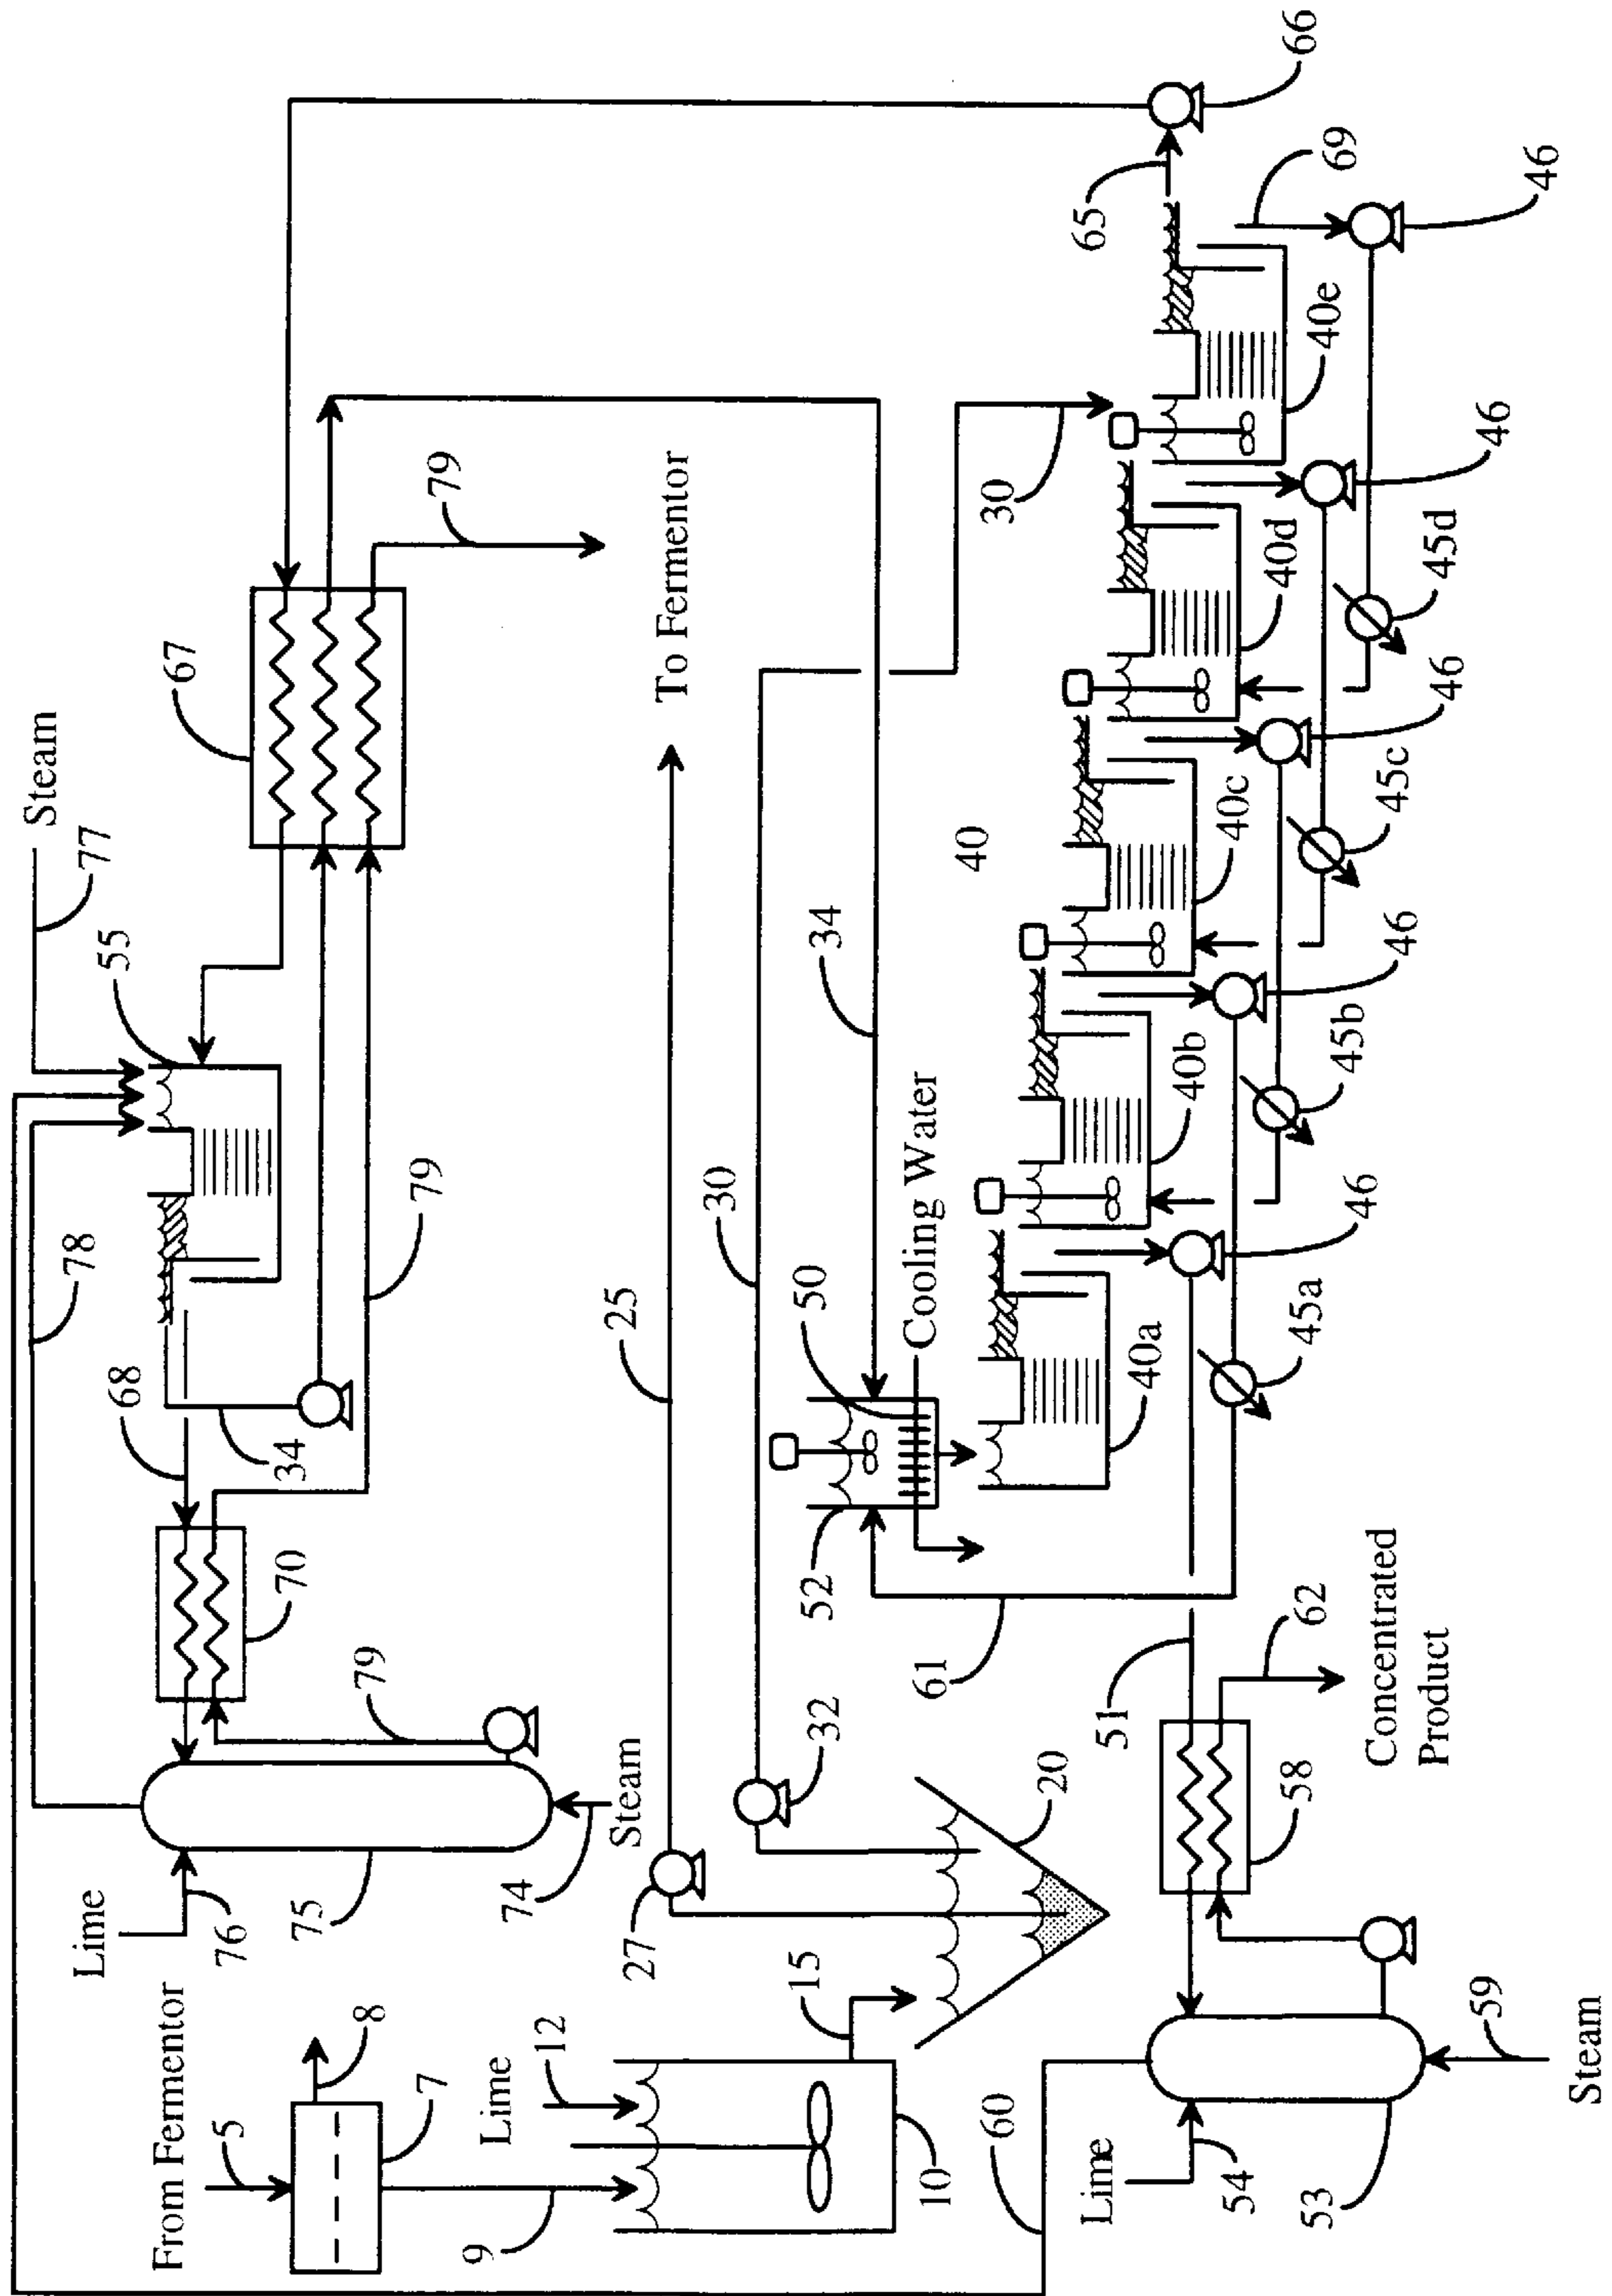 From Fermentor
5
8
7
9
Lime
12
10
15
20
27
32
25
To Fermentor
30
30
Lime
76
75
74
Steam
79
70
68
34
78
79
55
77
Steam
67
79
34
52
50
Cooling Water
61
60
Lime
54
53
59
Steam
58
51
62
Concentrated
Product
40
40a
40b
40c
40d
40e
45a
45b
45c
45d
46
46
46
46
46
65
66
69